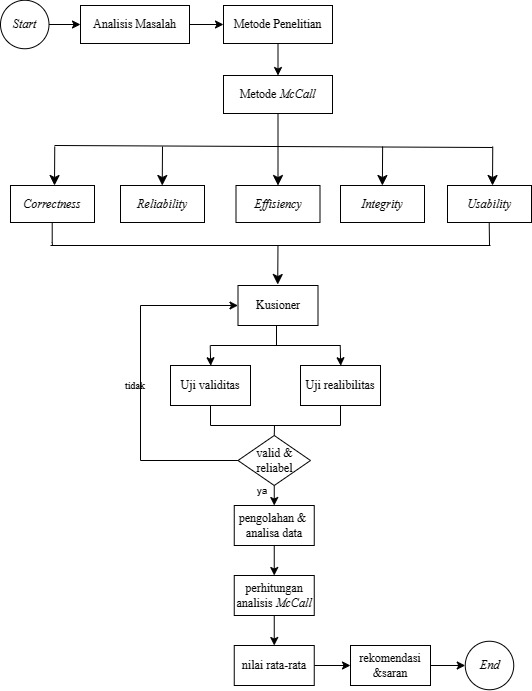 Start
Analisis Masalah
Metode Penelitian
Metode McCall
Correctness
Reliability
Effisiency
Integrity
Usability
Kusioner
Uji validitas
Uji realibilitas
tidak
valid &
reliabel
ya
pengolahan &
analisa data
perhitungan
analisis McCall
nilai rata-rata
rekomendasi
&saran
End